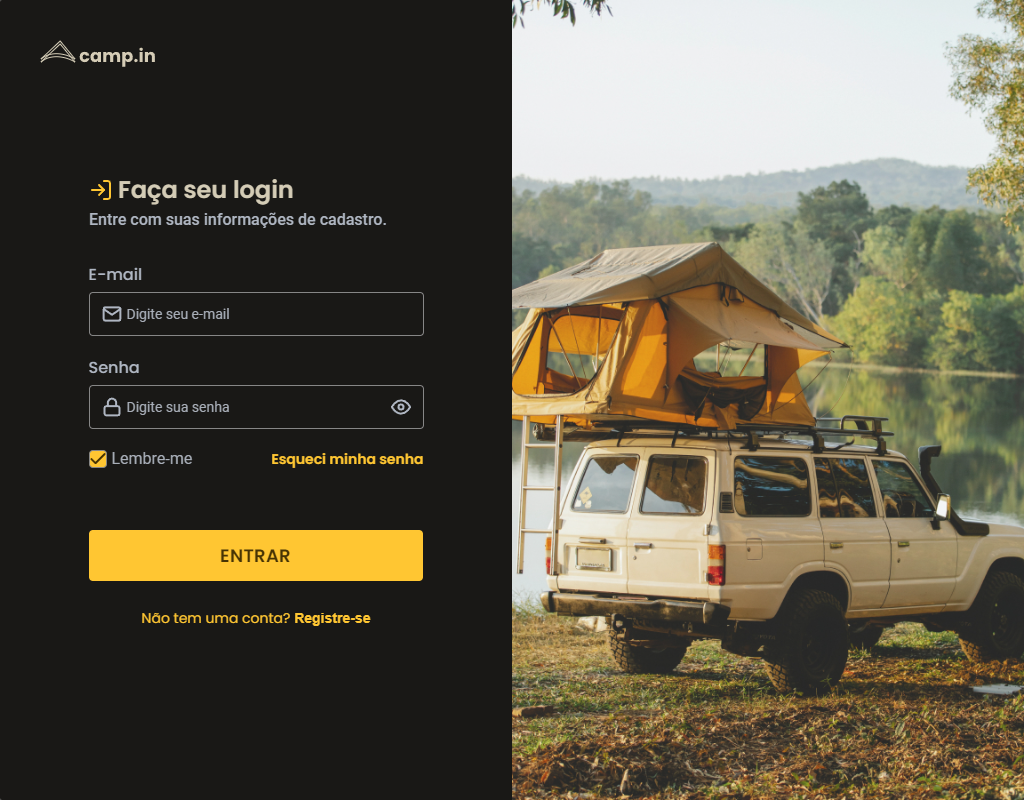 camp.in
Faça seu login
Entre com suas informações de cadastro.
E-mail
Digite seu e-mail
Senha
Digite sua senha
Lembre-me
Esqueci minha senha
ENTRAR
Não tem uma conta? Registre-se